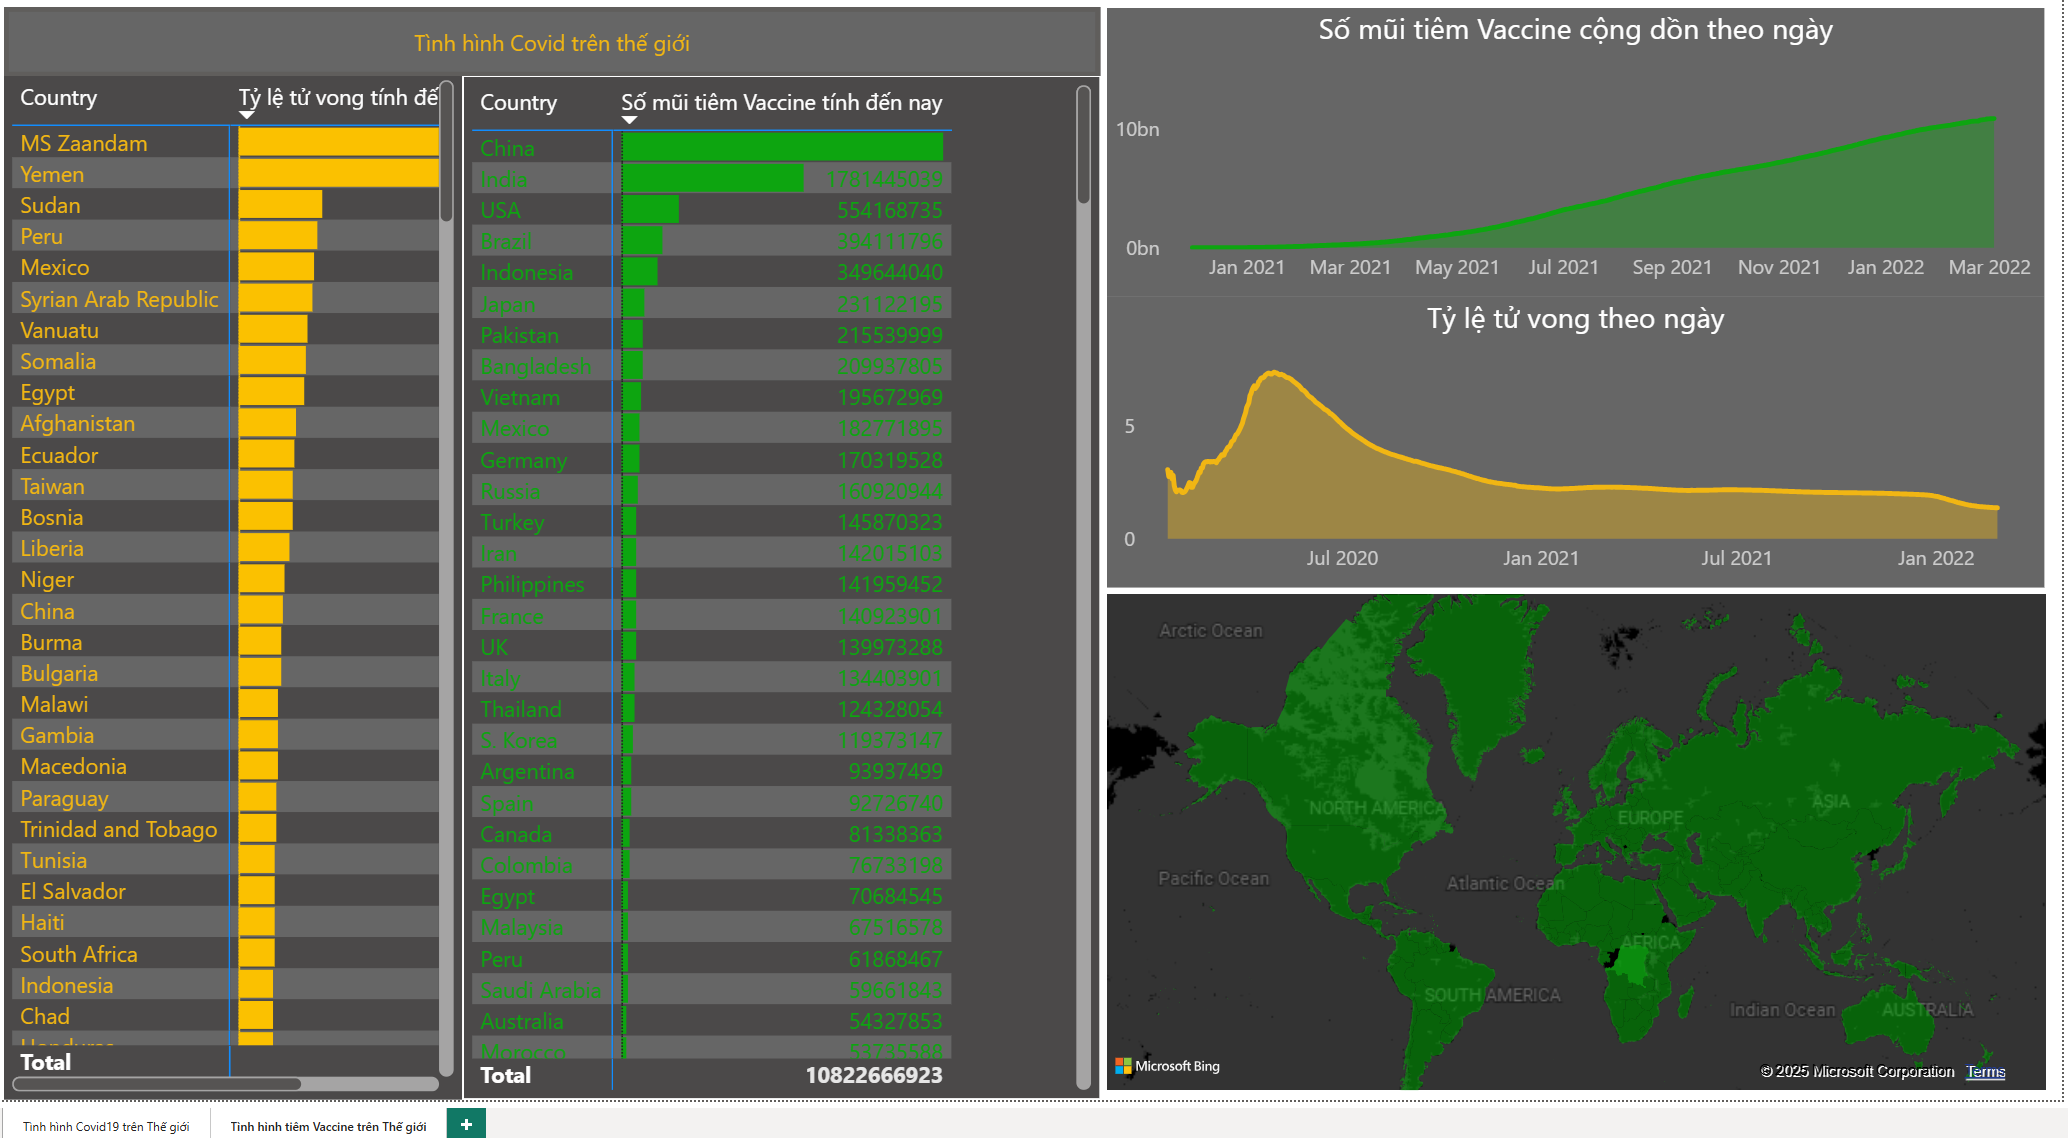 Tình hình Covid trên thế giới
Country Tỷ lệ tử vong tính đế
MS Zaandam
Yemen
Sudan
Peru
Mexico
Syrian Arab Republic
Vanuatu
Somalia
Egypt
Afghanistan
Ecuador
Taiwan
Bosnia
Liberia
Niger
China
Burma
Bulgaria
Malawi
Gambia
Macedonia
Paraguay
Trinidad and Tobago
Tunisia
El Salvador
Haiti
South Africa
Indonesia
Chad
Honduras
Total
Country Số mũi tiêm Vaccine tính đến nay
China
India 1781445039
USA 554168735
Brazil 394111796
Indonesia 349644040
Japan 231122195
Pakistan 215539999
Bangladesh 209937805
Vietnam 195672969
Mexico 182771895
Germany 170319528
Russia 160920944
Turkey 145870323
Iran 142015103
Philippines 141959452
France 140923901
UK 139973288
Italy 134403901
Thailand 124328054
S. Korea 119373147
Argentina 93937499
Spain 92726740
Canada 81338363
Colombia 76733198
Egypt 70684545
Malaysia 67516578
Peru 61868467
Saudi Arabia 59661843
Australia 54327853
Morocco 53735588
Total 10822666923
Số mũi tiêm Vaccine cộng dồn theo ngày
10bn
0bn
Jan 2021 Mar 2021 May 2021 Jul 2021 Sep 2021 Nov 2021 Jan 2022 Mar 2022
Tỷ lệ tử vong theo ngày
5
0
Jul 2020 Jan 2021 Jul 2021 Jan 2022
Arctic Ocean
NORTH AMERICA
EUROPE
ASIA
Pacific Ocean
Atlantic Ocean
AFRICA
SOUTH AMERICA
Indian Ocean
AUSTRALIA
Microsoft Bing
© 2025 Microsoft Corporation Terms
Tình hình Covid19 trên Thế giới
Tình hình tiêm Vaccine trên Thế giới
+